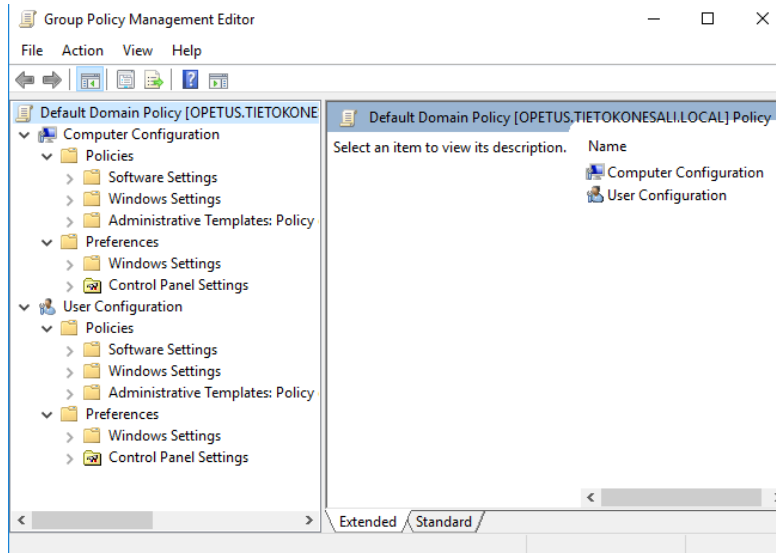 Group Policy Management Editor
File Action View Help
Default Domain Policy [OPETUS.TIETOKONE
Computer Configuration
Policies
Software Settings
Windows Settings
Administrative Templates: Policy
Preferences
Windows Settings
Control Panel Settings
User Configuration
Policies
Software Settings
Windows Settings
Administrative Templates: Policy
Preferences
Windows Settings
Control Panel Settings
Default Domain Policy [OPETUS.TIETOKONESALI.LOCAL] Policy
Select an item to view its description.
Name
Computer Configuration
User Configuration
Extended Standard